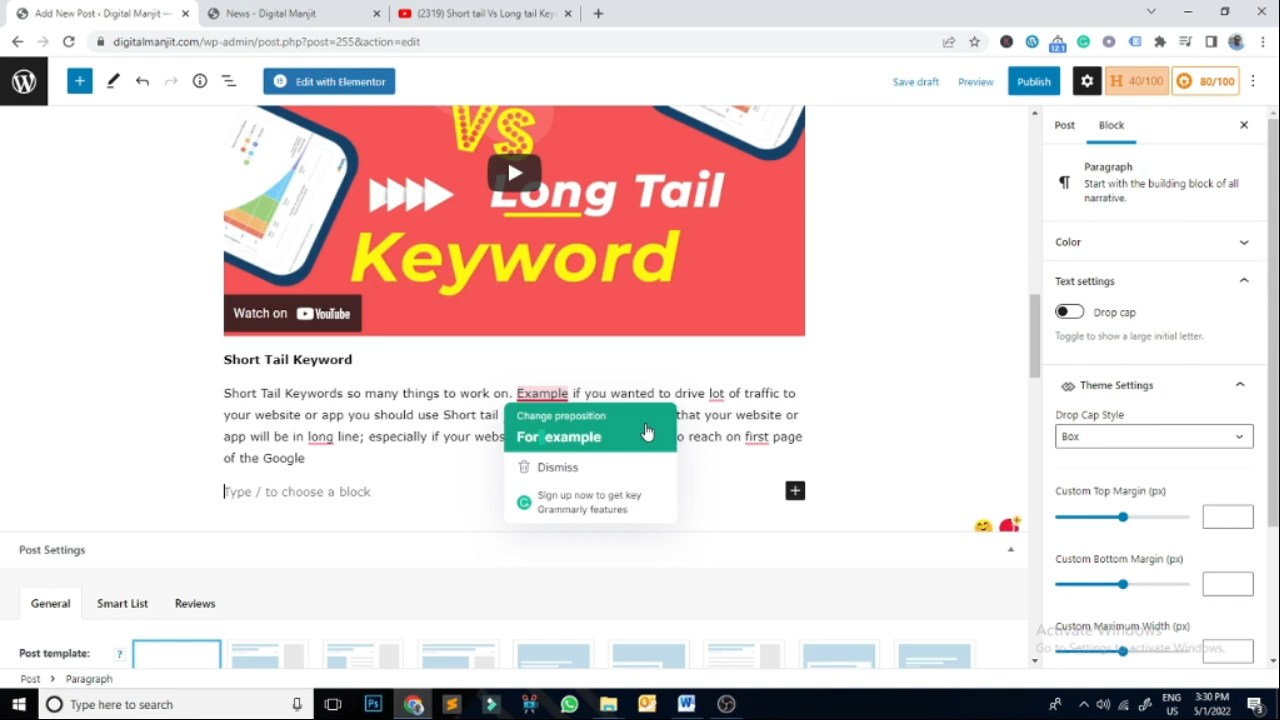 Add New Post ‹ Digital Manjit —
News - Digital Manjit
(2319) Short tail Vs Long tail Key
digitalmanjit.com/wp-admin/post.php?post=255&action=edit
12.1
Edit with Elementor
Save draft
Preview
Publish
H 40/100
80/100
Vs
Long Tail
Keyword
Watch on YouTube
Short Tail Keyword
Short Tail Keywords so many things to work on. Example if you wanted to drive lot of traffic to
your website or app you should use Short tail that your website or
app will be in long line; especially if your webs o reach on first page
of the Google
Type / to choose a block
Change preposition
For example
Dismiss
Sign up now to get key
Grammarly features
Post
Block
Paragraph
Start with the building block of all
narrative.
Color
Text settings
Drop cap
Toggle to show a large initial letter.
Theme Settings
Drop Cap Style
Box
Custom Top Margin (px)
Custom Bottom Margin (px)
Custom Maximum Width (px)
Activate Windows
Go to Settings to activate Windows.
Post Settings
General
Smart List
Reviews
Post template:
?
Post
Paragraph
Type here to search
Ps
ENG
US
3:30 PM
5/1/2022
3